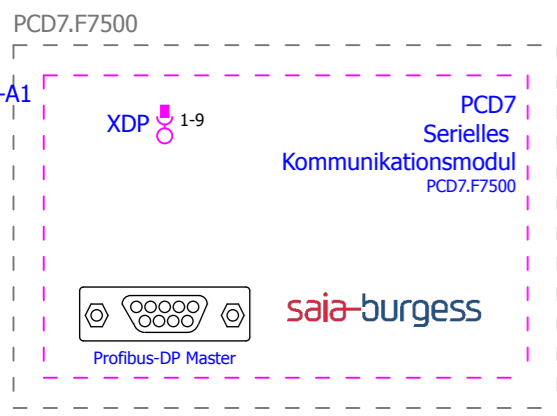 PCD7.F7500
-A1
XDP 1-9
PCD7
Serielles
Kommunikationsmodul
PCD7.F7500
saia-burgess
Profibus-DP Master